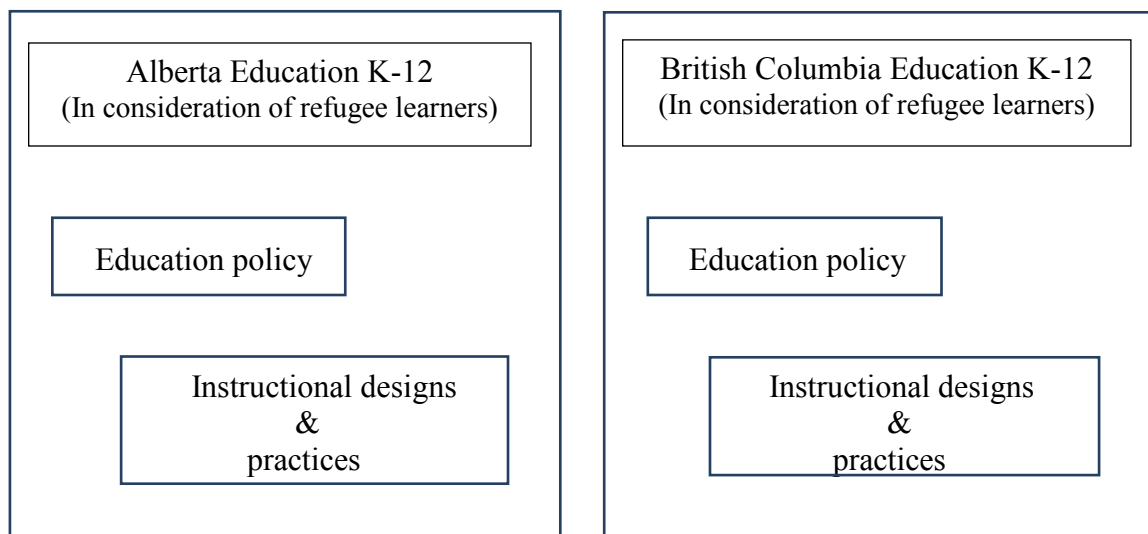 Alberta Education K-12
(In consideration of refugee learners)
Education policy
Instructional designs
&
practices
British Columbia Education K-12
(In consideration of refugee learners)
Education policy
Instructional designs
&
practices